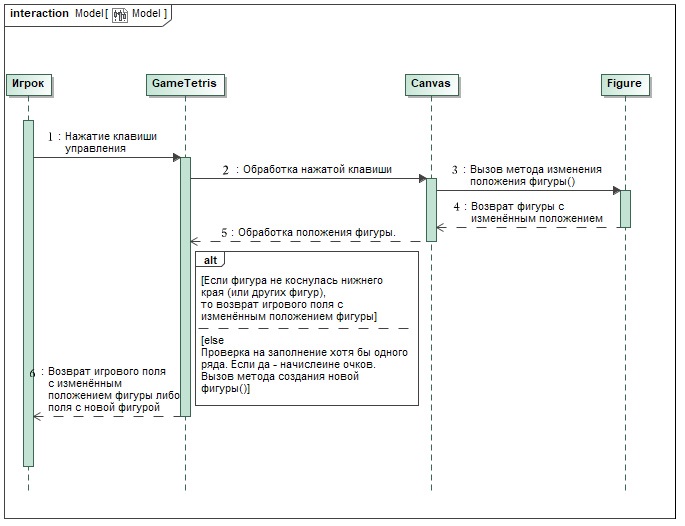 interaction Model[ Model ]
Игрок
GameTetris
Canvas
Figure
1 : Нажатие клавиши
управления
2 : Обработка нажатой клавиши
3 : Вызов метода изменения
положения фигуры()
4 : Возврат фигуры с
изменённым положением
5 : Обработка положения фигуры.
alt
[Если фигура не коснулась нижнего
края (или других фигур),
то возврат игрового поля с
изменённым положением фигуры]
[else
Проверка на заполнение хотя бы одного
ряда. Если да - начислеине очков.
Вызов метода создания новой
фигуры()]
6 : Возврат игрового поля
с изменённым
положением фигуры либо
поля с новой фигурой